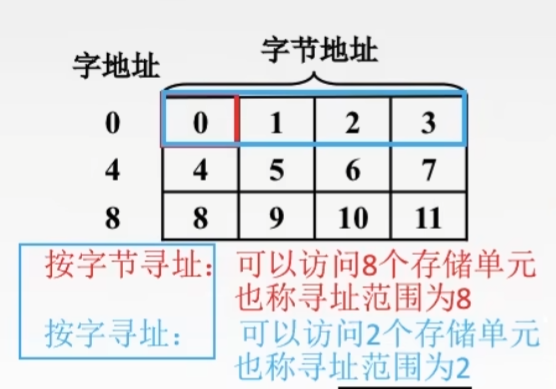 字节地址
字地址
0 0 1 2 3
4 4 5 6 7
8 8 9 10 11
按字节寻址：可以访问8个存储单元
也称寻址范围为8
按字寻址： 可以访问2个存储单元
也称寻址范围为2